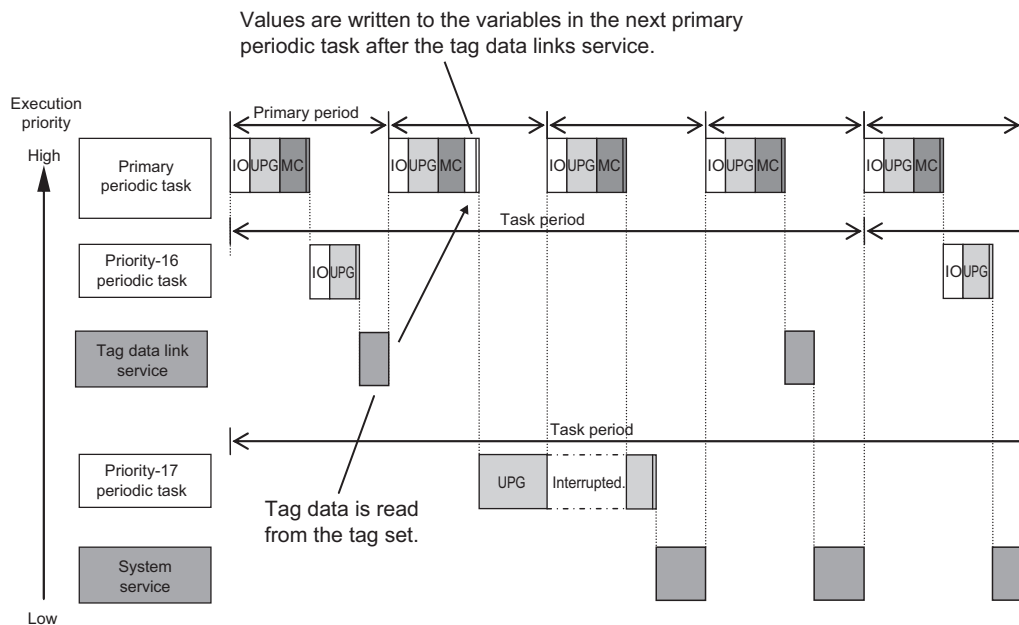 Values are written to the variables in the next primary
periodic task after the tag data links service.
Execution
priority
High
Primary period
Primary
periodic task
IO UPG MC
IO UPG MC
IO UPG MC
IO UPG MC
IO UPG MC
Task period
Priority-16
periodic task
IO UPG
IO UPG
Tag data link
service
Task period
Priority-17
periodic task
UPG
Interrupted.
Tag data is read
from the tag set.
System
service
Low